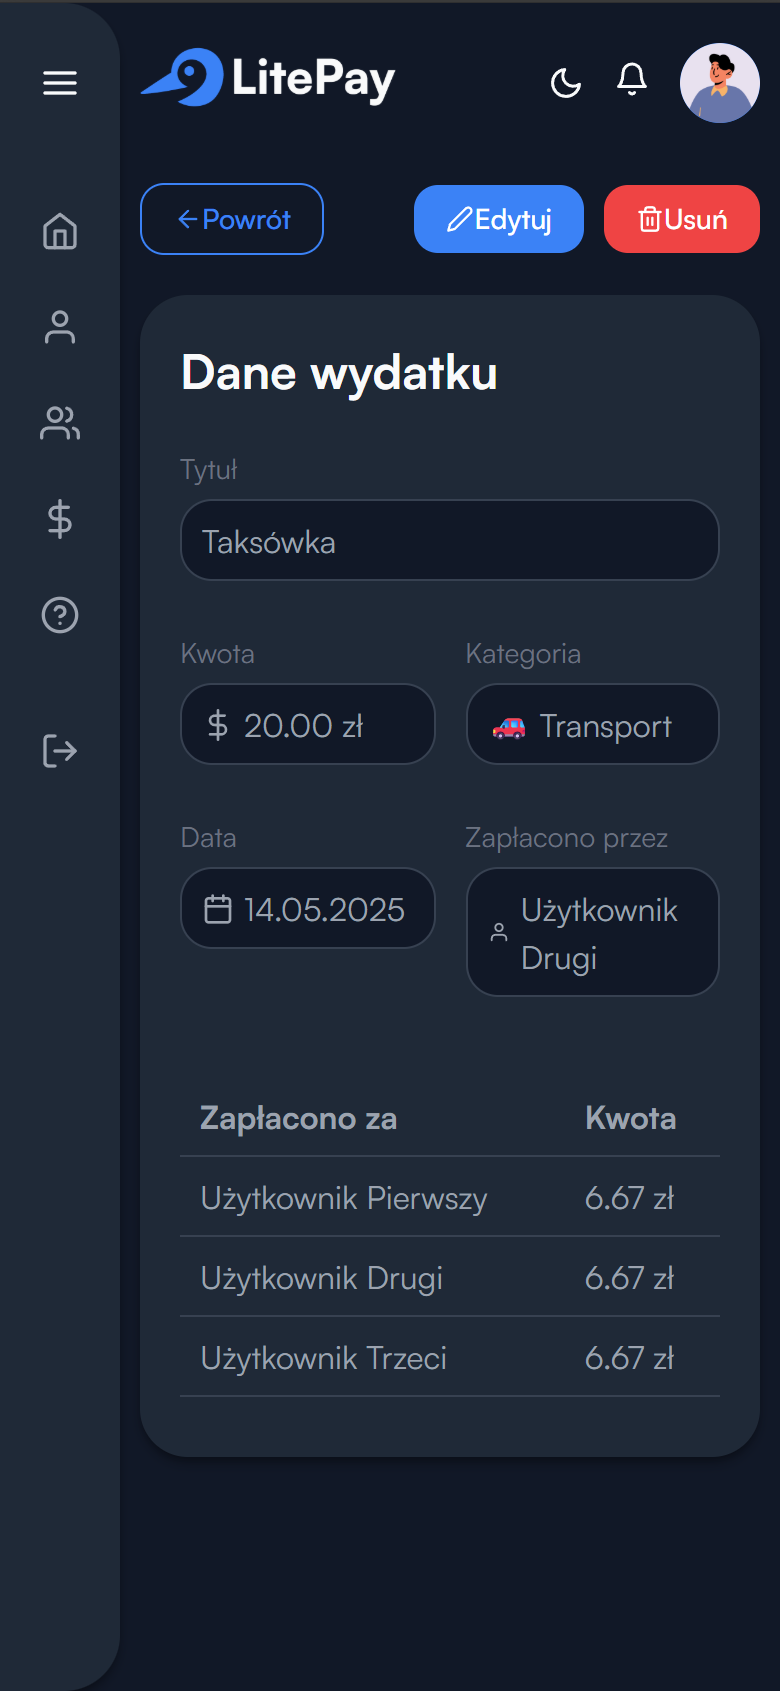 LitePay
Powrót
Edytuj
Usuń
Dane wydatku
Tytuł
Taksówka
Kwota
Kategoria
20.00 zł
Transport
Data
Zapłacono przez
14.05.2025
Użytkownik
Drugi
Zapłacono za
Kwota
Użytkownik Pierwszy
6.67 zł
Użytkownik Drugi
6.67 zł
Użytkownik Trzeci
6.67 zł